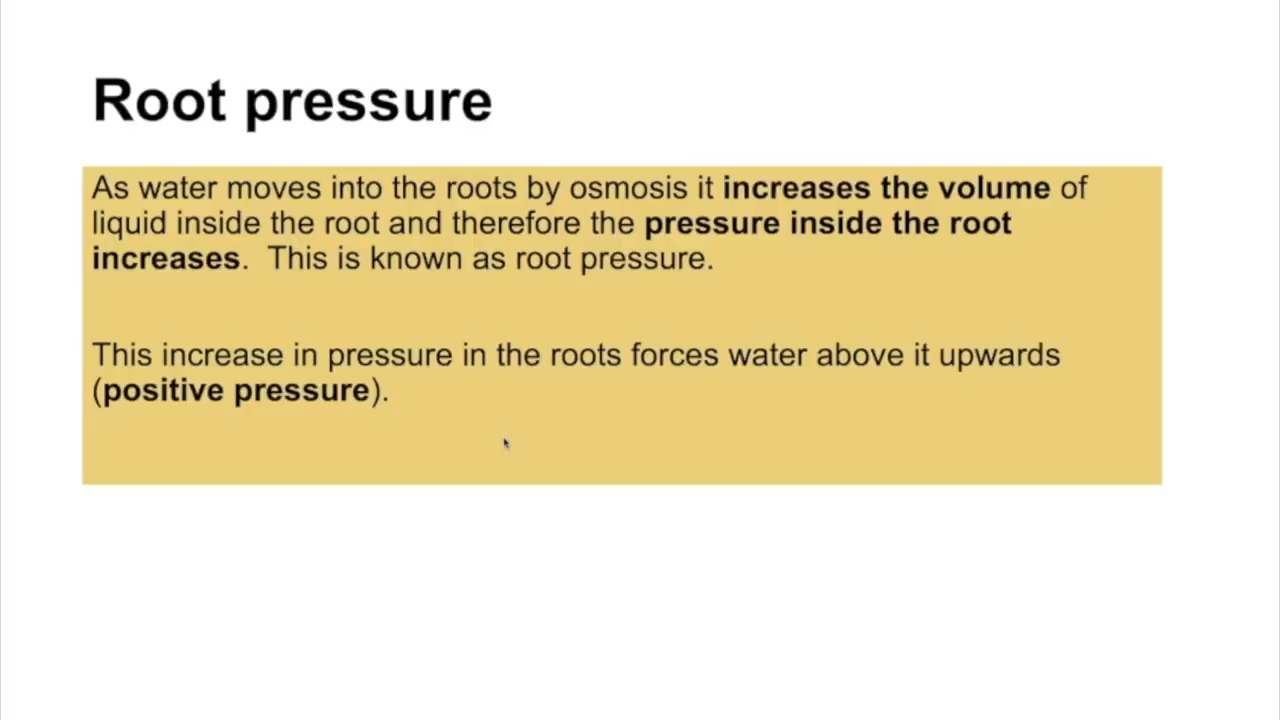 Root pressure
As water moves into the roots by osmosis it increases the volume of
liquid inside the root and therefore the pressure inside the root
increases.  This is known as root pressure.
This increase in pressure in the roots forces water above it upwards
(positive pressure).